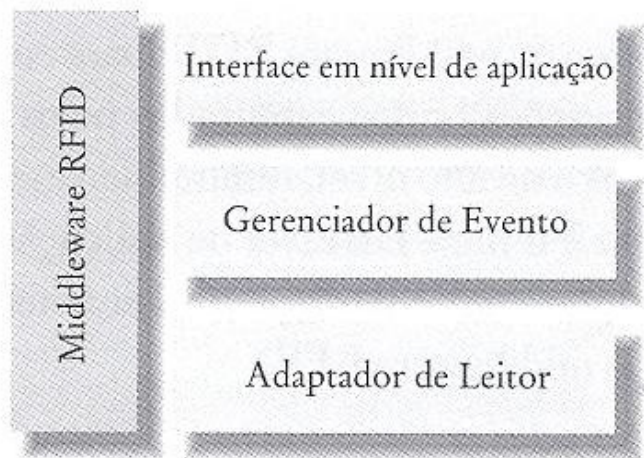 Middleware RFID
Interface em nível de aplicação
Gerenciador de Evento
Adaptador de Leitor